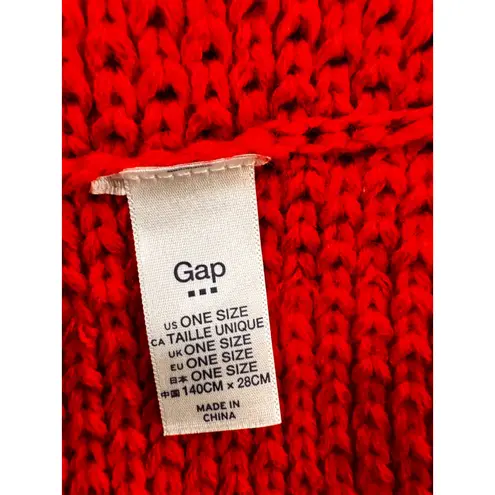 Gap
US ONE SIZE
CA TAILLE UNIQUE
UK ONE SIZE
EU ONE SIZE
日本 ONE SIZE
中国 140CM × 28CM
MADE IN
CHINA